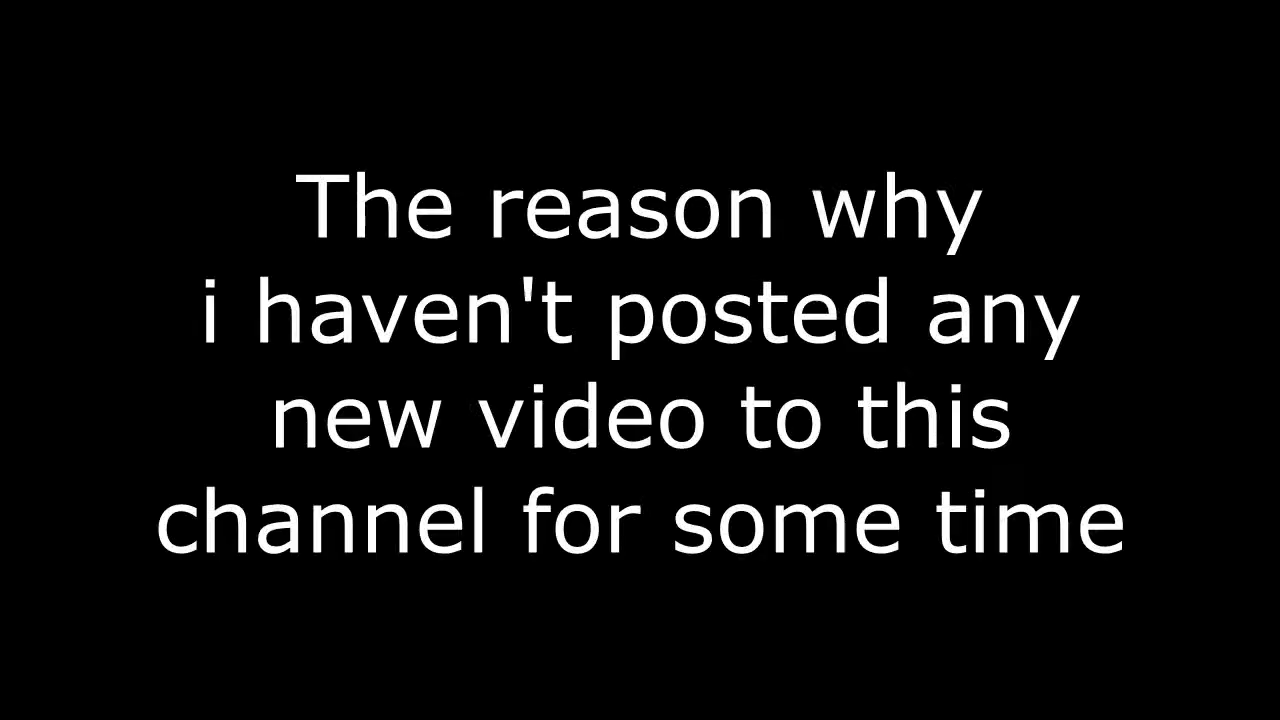 The reason why
i haven't posted any
new video to this
channel for some time